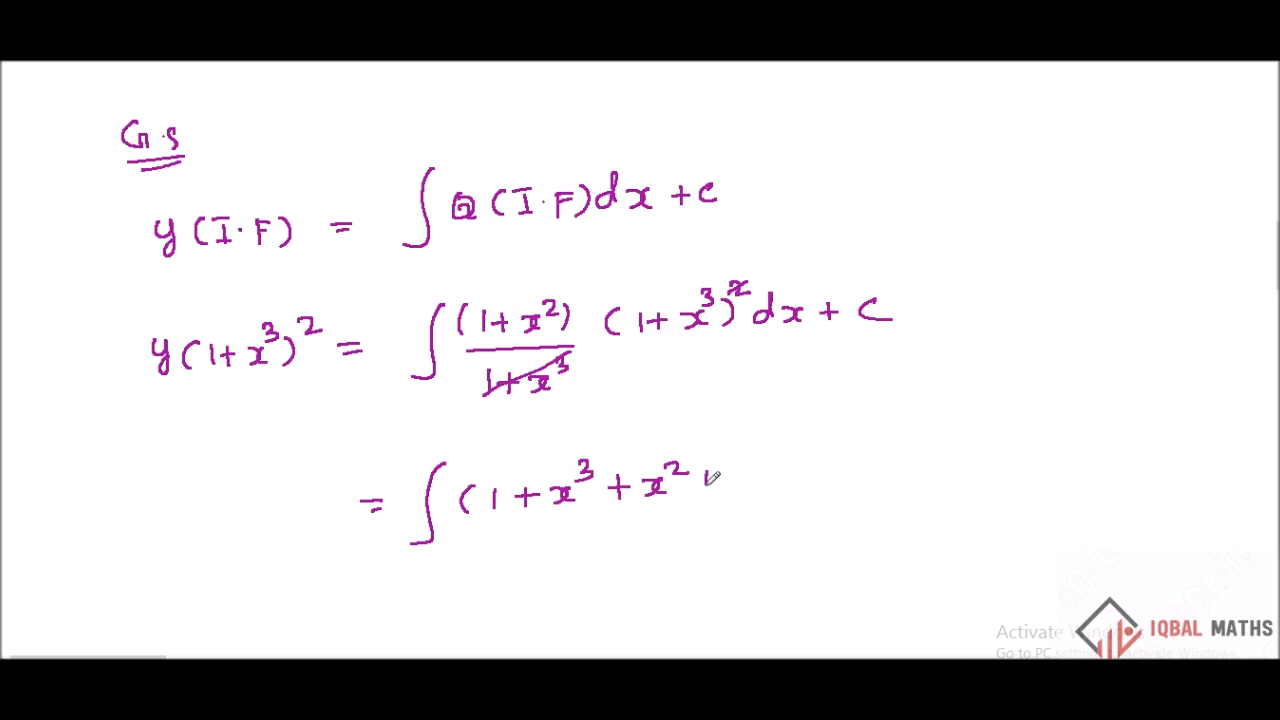 G.S
y(I.F) = ∫ Q(I.F)dx + c
y(1+x³)² = ∫ (1+x²)/(1+x³) (1+x³)² dx + c
= ∫ (1+x³+x²
Activate
Go to PC settings to activate Windows.
IQBAL MATHS